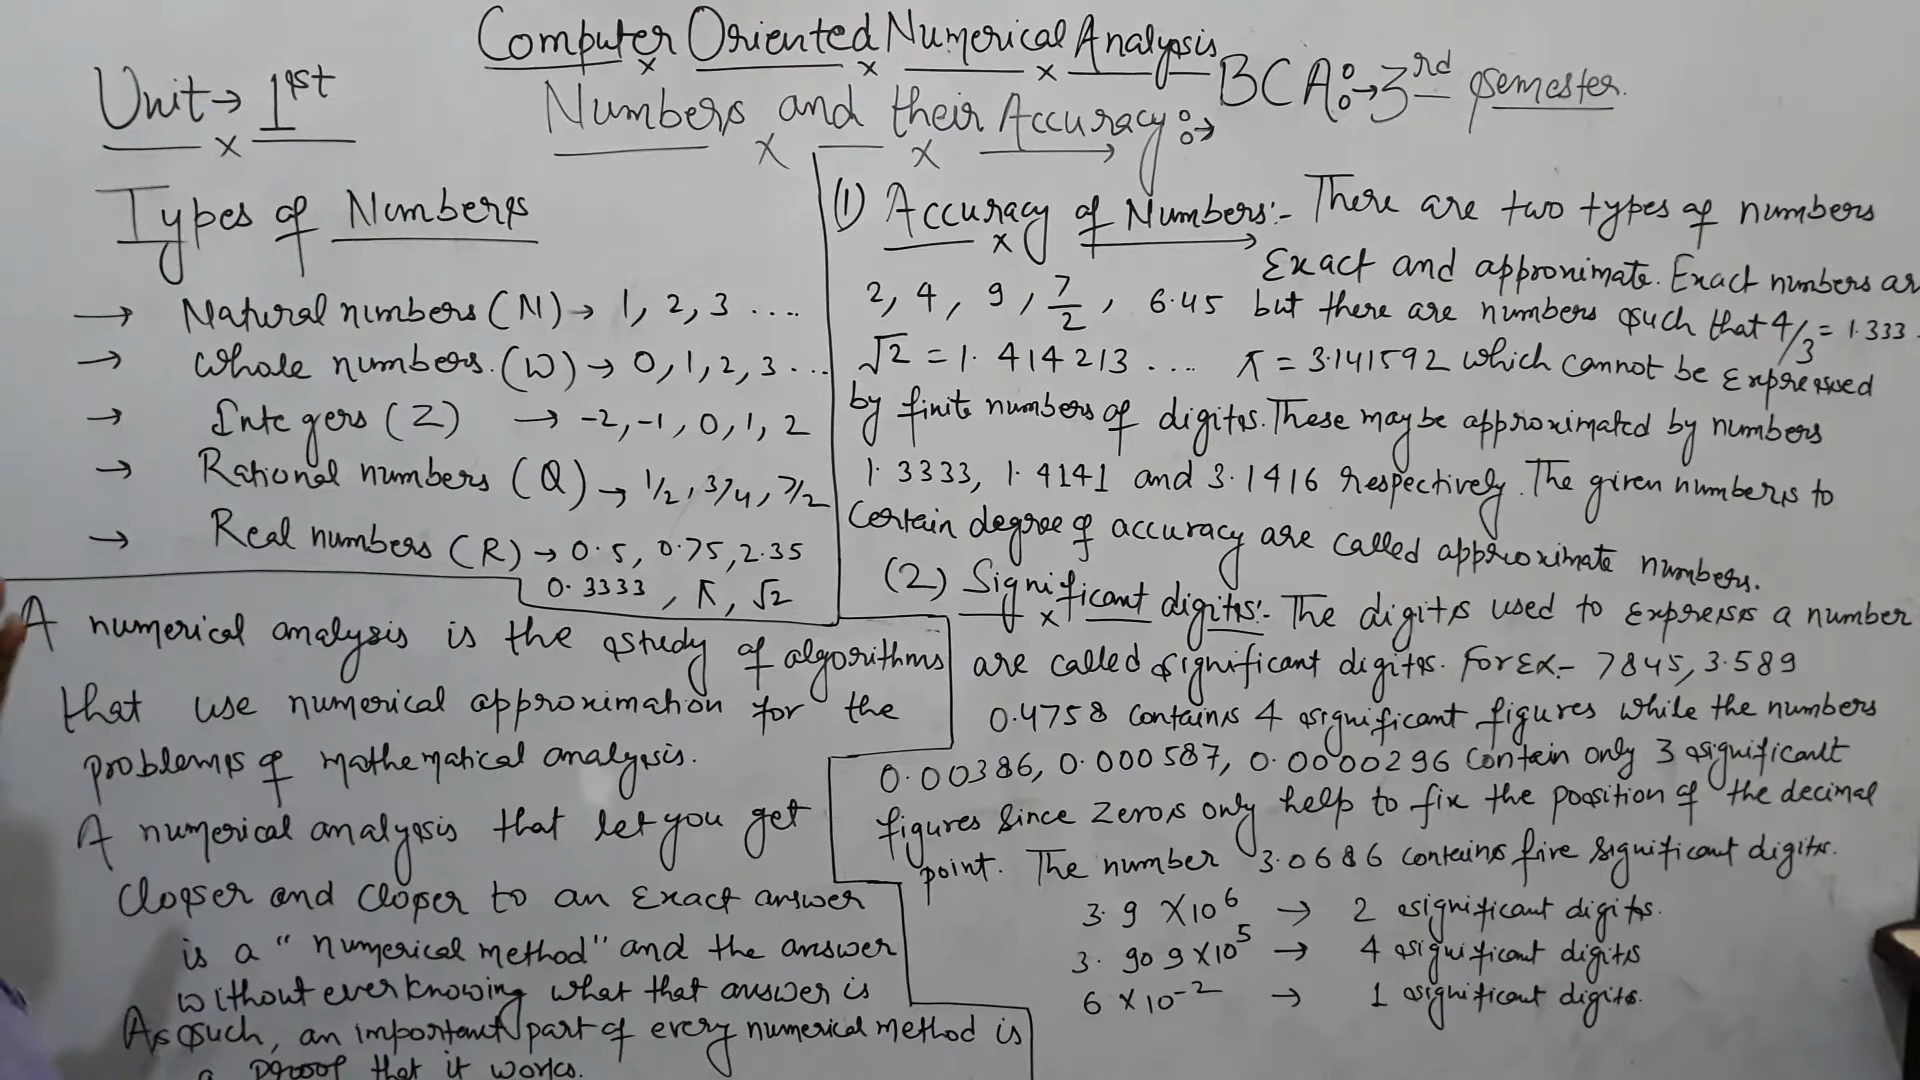 Computer Oriented Numerical Analysis
Unit → 1st
BCA :→ 3rd semester.
Numbers and their Accuracy :→
Types of Numbers
→ Natural numbers (N) → 1, 2, 3 ....
→ Whole numbers. (W) → 0, 1, 2, 3 ...
→ Integers (Z) → -2, -1, 0, 1, 2
→ Rational numbers (Q) → 1/2, 3/4, 7/2
→ Real numbers (R) → 0.5, 0.75, 2.35
0.3333, π, √2
A numerical analysis is the study of algorithms
that use numerical approximation for the
problems of mathematical analysis.
A numerical analysis that let you get
closer and closer to an exact answer
is a "numerical method" and the answer
without ever knowing what that answer is
As such, an important part of every numerical method is
a proof that it works.
(1) Accuracy of Numbers:- There are two types of numbers
Exact and approximate. Exact numbers ar
2, 4, 9, 7/2, 6.45 but there are numbers such that 4/3 = 1.333.
√2 = 1.414213 .... π = 3.141592 which cannot be expressed
by finite numbers of digits. These may be approximated by numbers
1.3333, 1.4141 and 3.1416 respectively. The given numbers to
certain degree of accuracy are called approximate numbers.
(2) Significant digits:- The digits used to express a number
are called significant digits. For Ex.- 7845, 3.589
0.4758 contains 4 significant figures while the numbers
0.00386, 0.000587, 0.0000296 contain only 3 significant
figures since zeros only help to fix the position of the decimal
point. The number 3.0686 contains five significant digits.
3.9 ×10^6 → 2 significant digits.
3.909×10^5 → 4 significant digits
6 ×10^-2 → 1 significant digits.